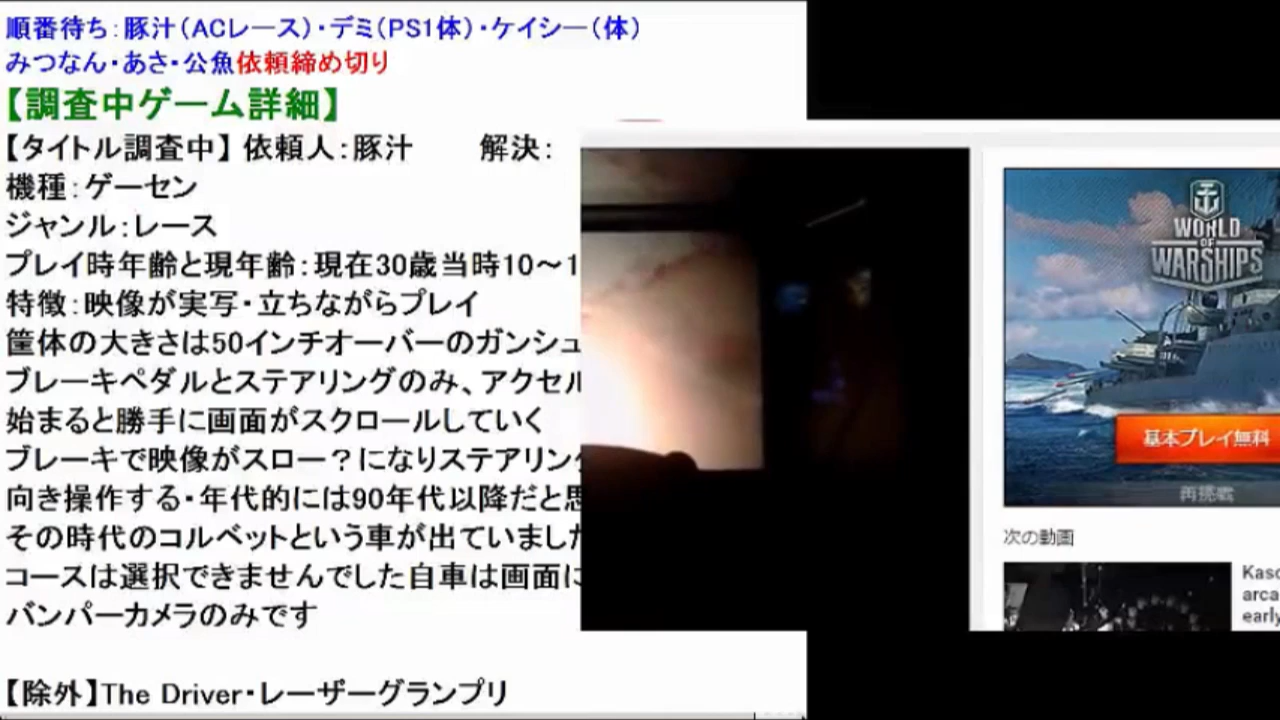 順番待ち：豚汁（ACレース）・デミ（PS1体）・ケイシー（体）
みつなん・あさ・公魚依頼締め切り
【調査中ゲーム詳細】
【タイトル調査中】依頼人：豚汁　　解決：
機種：ゲーセン
ジャンル：レース
プレイ時年齢と現年齢：現在30歳当時10～1
特徴：映像が実写・立ちながらプレイ
筐体の大きさは50インチオーバーのガンシュ
ブレーキペダルとステアリングのみ、アクセル
始まると勝手に画面がスクロールしていく
ブレーキで映像がスロー？になりステアリン
向き操作する・年代的には90年代以降だと思
その時代のコルベットという車が出ていました
コースは選択できませんでした自車は画面に
バンパーカメラのみです
【除外】The Driver・レーザーグランプリ
WORLD
OF
WARSHIPS
基本プレイ無料
再挑戦
次の動画
Kasc
arca
early